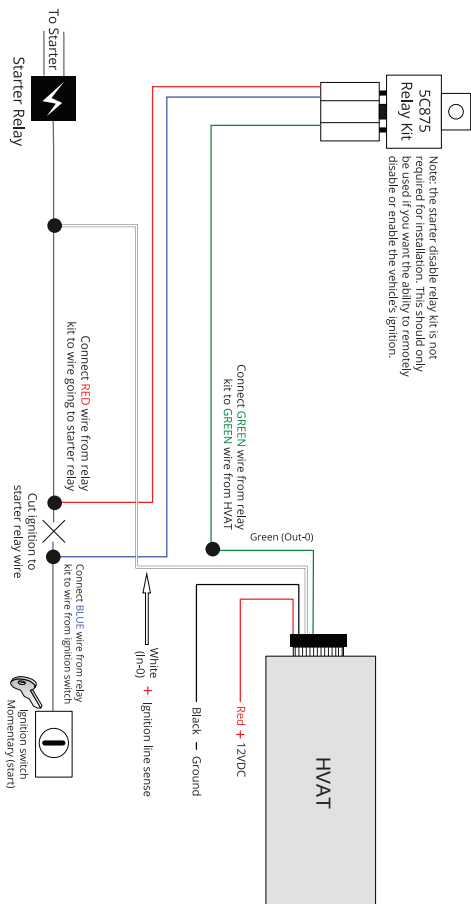 5C875
Relay Kit
Note: the starter disable relay kit is not
required for installation. This should only
be used if you want the ability to remotely
disable or enable the vehicle's ignition.
To Starter
Starter Relay
Connect RED wire from relay
kit to wire going to starter relay
Cut ignition to
starter relay wire
Connect BLUE wire from relay
kit to wire from ignition switch
Ignition switch
Momentary (start)
Connect GREEN wire from relay
kit to GREEN wire from HVAT
Green (Out-0)
White + Ignition line sense
(In-0)
Black – Ground
Red + 12VDC
HVAT